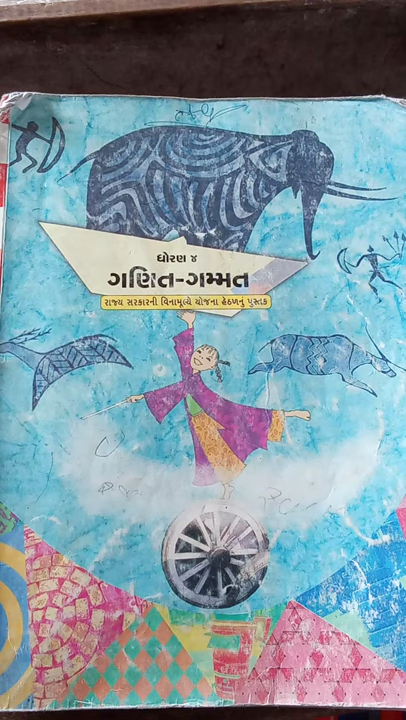 ધોરણ ૪
ગણિત-ગમ્મત
રાજ્ય સરકારની વિનામૂલ્યે યોજના હેઠળનું પુસ્તક